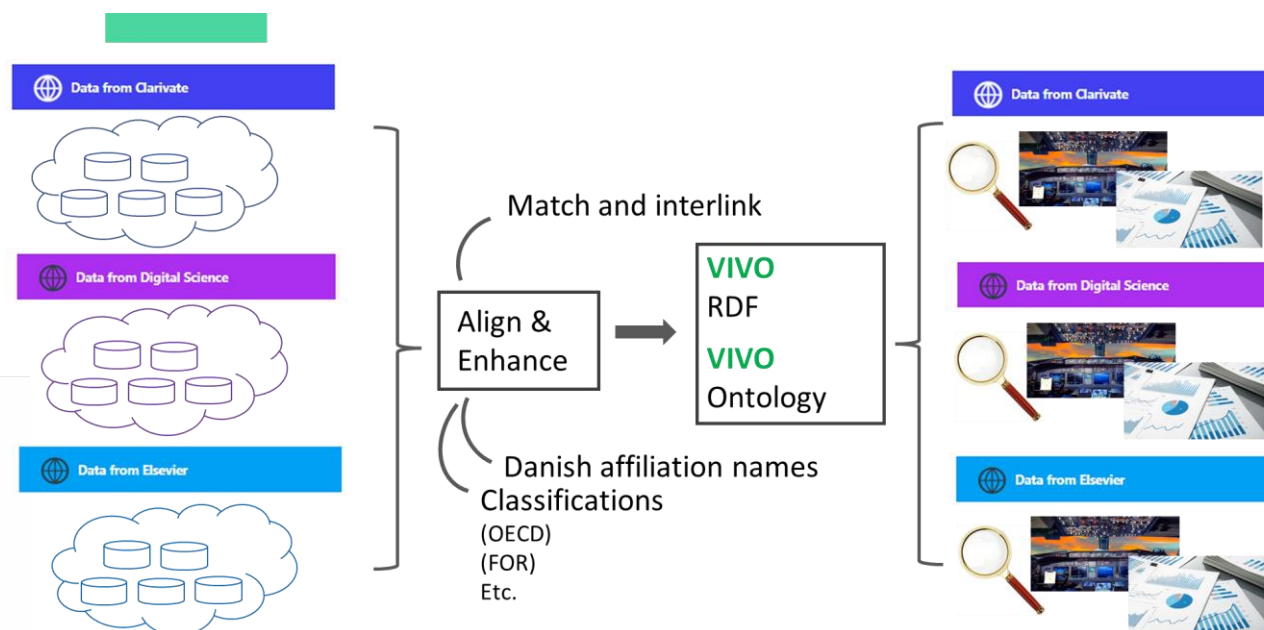 Data from Clarivate
Data from Digital Science
Data from Elsevier
Match and interlink
Align &
Enhance
Danish affiliation names
Classifications
(OECD)
(FOR)
Etc.
VIVO
RDF
VIVO
Ontology
Data from Clarivate
Data from Digital Science
Data from Elsevier